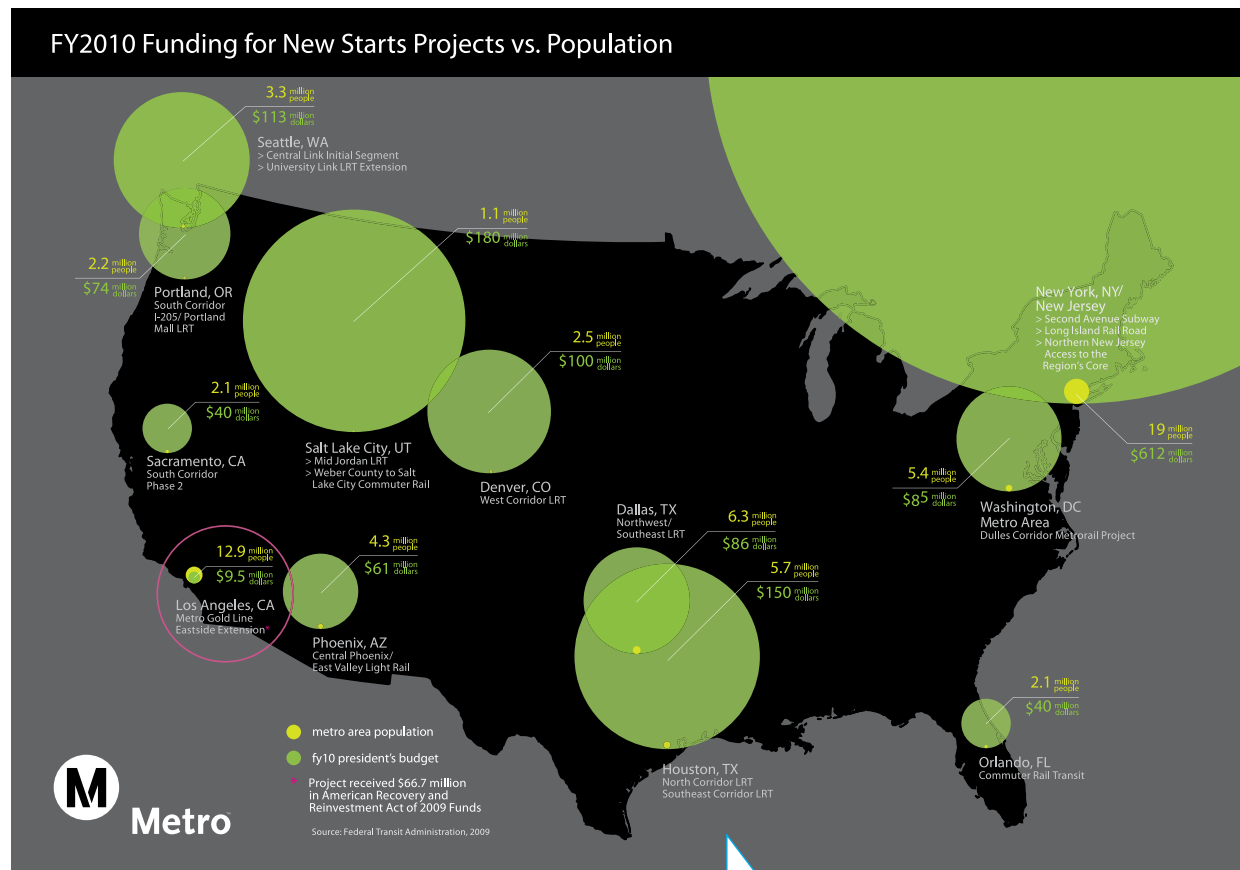 FY2010 Funding for New Starts Projects vs. Population
3.3 million people
$113 million dollars
Seattle, WA
> Central Link Initial Segment
> University Link LRT Extension
1.1 million people
$180 million dollars
2.2 million people
$74 million dollars
Portland, OR
South Corridor
I-205/ Portland
Mall LRT
New York, NY/
New Jersey
> Second Avenue Subway
> Long Island Rail Road
> Northern New Jersey
Access to the
Region's Core
2.5 million people
$100 million dollars
2.1 million people
$40 million dollars
Sacramento, CA
South Corridor
Phase 2
Salt Lake City, UT
> Mid Jordan LRT
> Weber County to Salt
Lake City Commuter Rail
Denver, CO
West Corridor LRT
19 million people
$612 million dollars
5.4 million people
$85 million dollars
Washington, DC
Metro Area
Dulles Corridor Metrorail Project
Dallas, TX
Northwest/
Southeast LRT
6.3 million people
$86 million dollars
5.7 million people
$150 million dollars
12.9 million people
$9.5 million dollars
Los Angeles, CA
Metro Gold Line
Eastside Extension*
4.3 million people
$61 million dollars
Phoenix, AZ
Central Phoenix/
East Valley Light Rail
2.1 million people
$40 million dollars
Orlando, FL
Commuter Rail Transit
Houston, TX
North Corridor LRT
Southeast Corridor LRT
metro area population
fy10 president's budget
* Project received $66.7 million
in American Recovery and
Reinvestment Act of 2009 Funds
Source: Federal Transit Administration, 2009
M
Metro